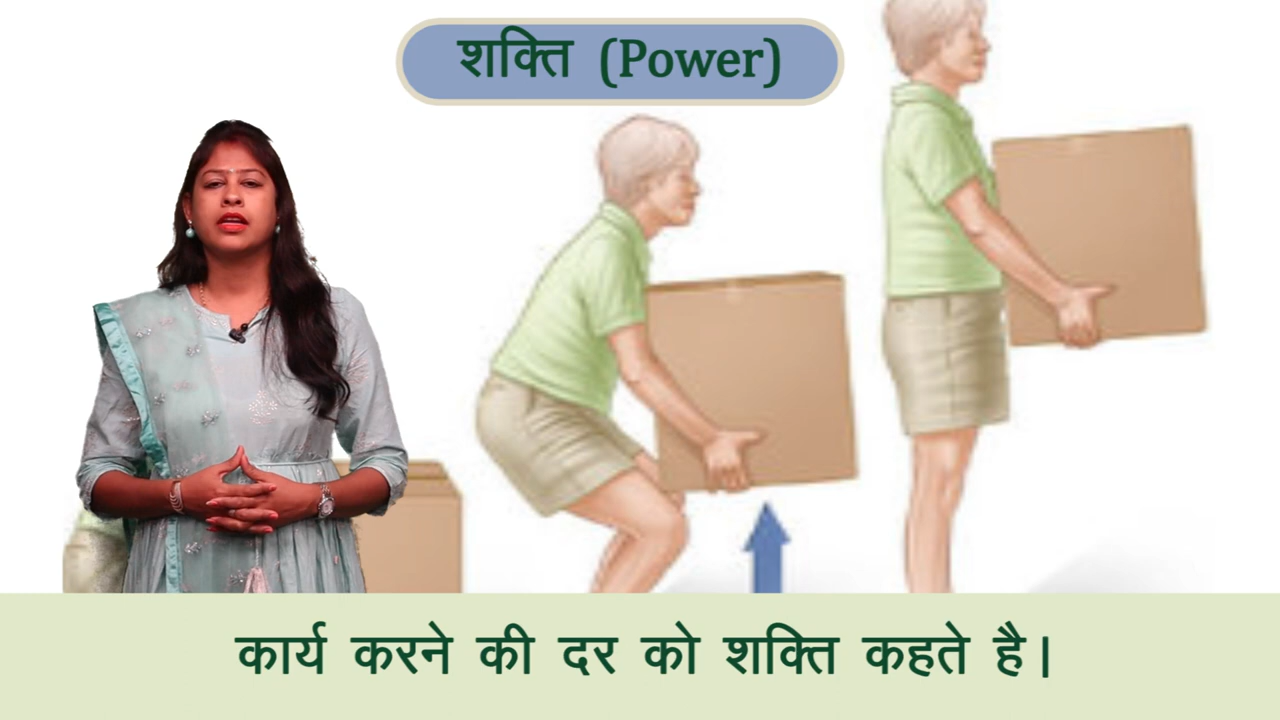 शक्ति (Power)
कार्य करने की दर को शक्ति कहते है।